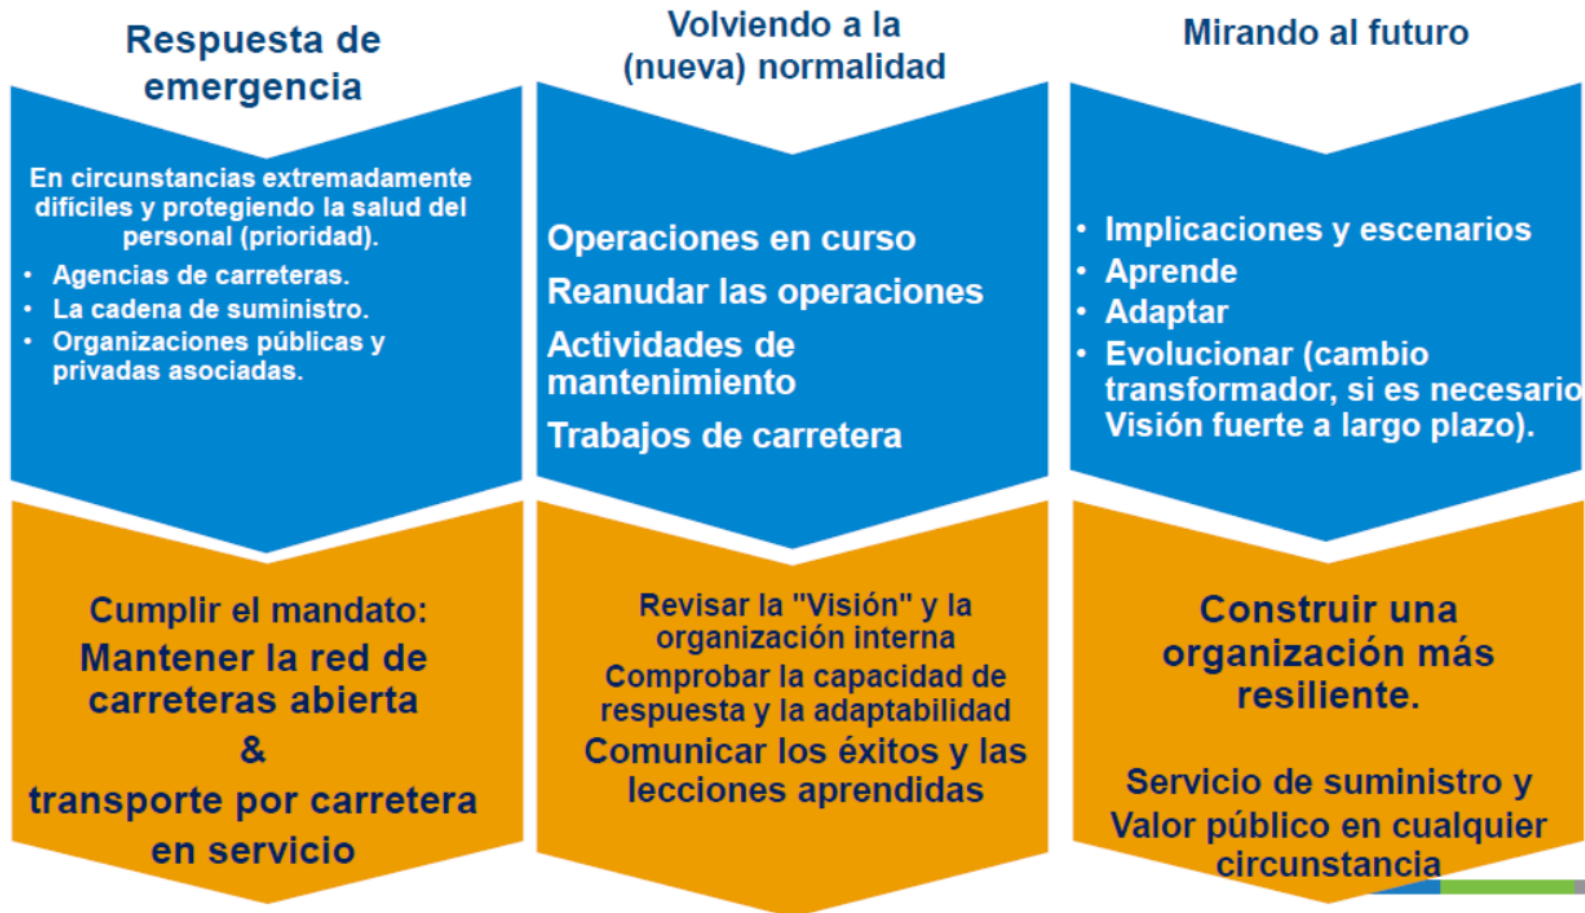 Respuesta de
emergencia
En circunstancias extremadamente
difíciles y protegiendo la salud del
personal (prioridad).
• Agencias de carreteras.
• La cadena de suministro.
• Organizaciones públicas y
privadas asociadas.
Cumplir el mandato:
Mantener la red de
carreteras abierta
&
transporte por carretera
en servicio
Volviendo a la
(nueva) normalidad
Operaciones en curso
Reanudar las operaciones
Actividades de
mantenimiento
Trabajos de carretera
Revisar la "Visión" y la
organización interna
Comprobar la capacidad de
respuesta y la adaptabilidad
Comunicar los éxitos y las
lecciones aprendidas
Mirando al futuro
• Implicaciones y escenarios
• Aprende
• Adaptar
• Evolucionar (cambio
transformador, si es necesario
Visión fuerte a largo plazo).
Construir una
organización más
resiliente.
Servicio de suministro y
Valor público en cualquier
circunstancia